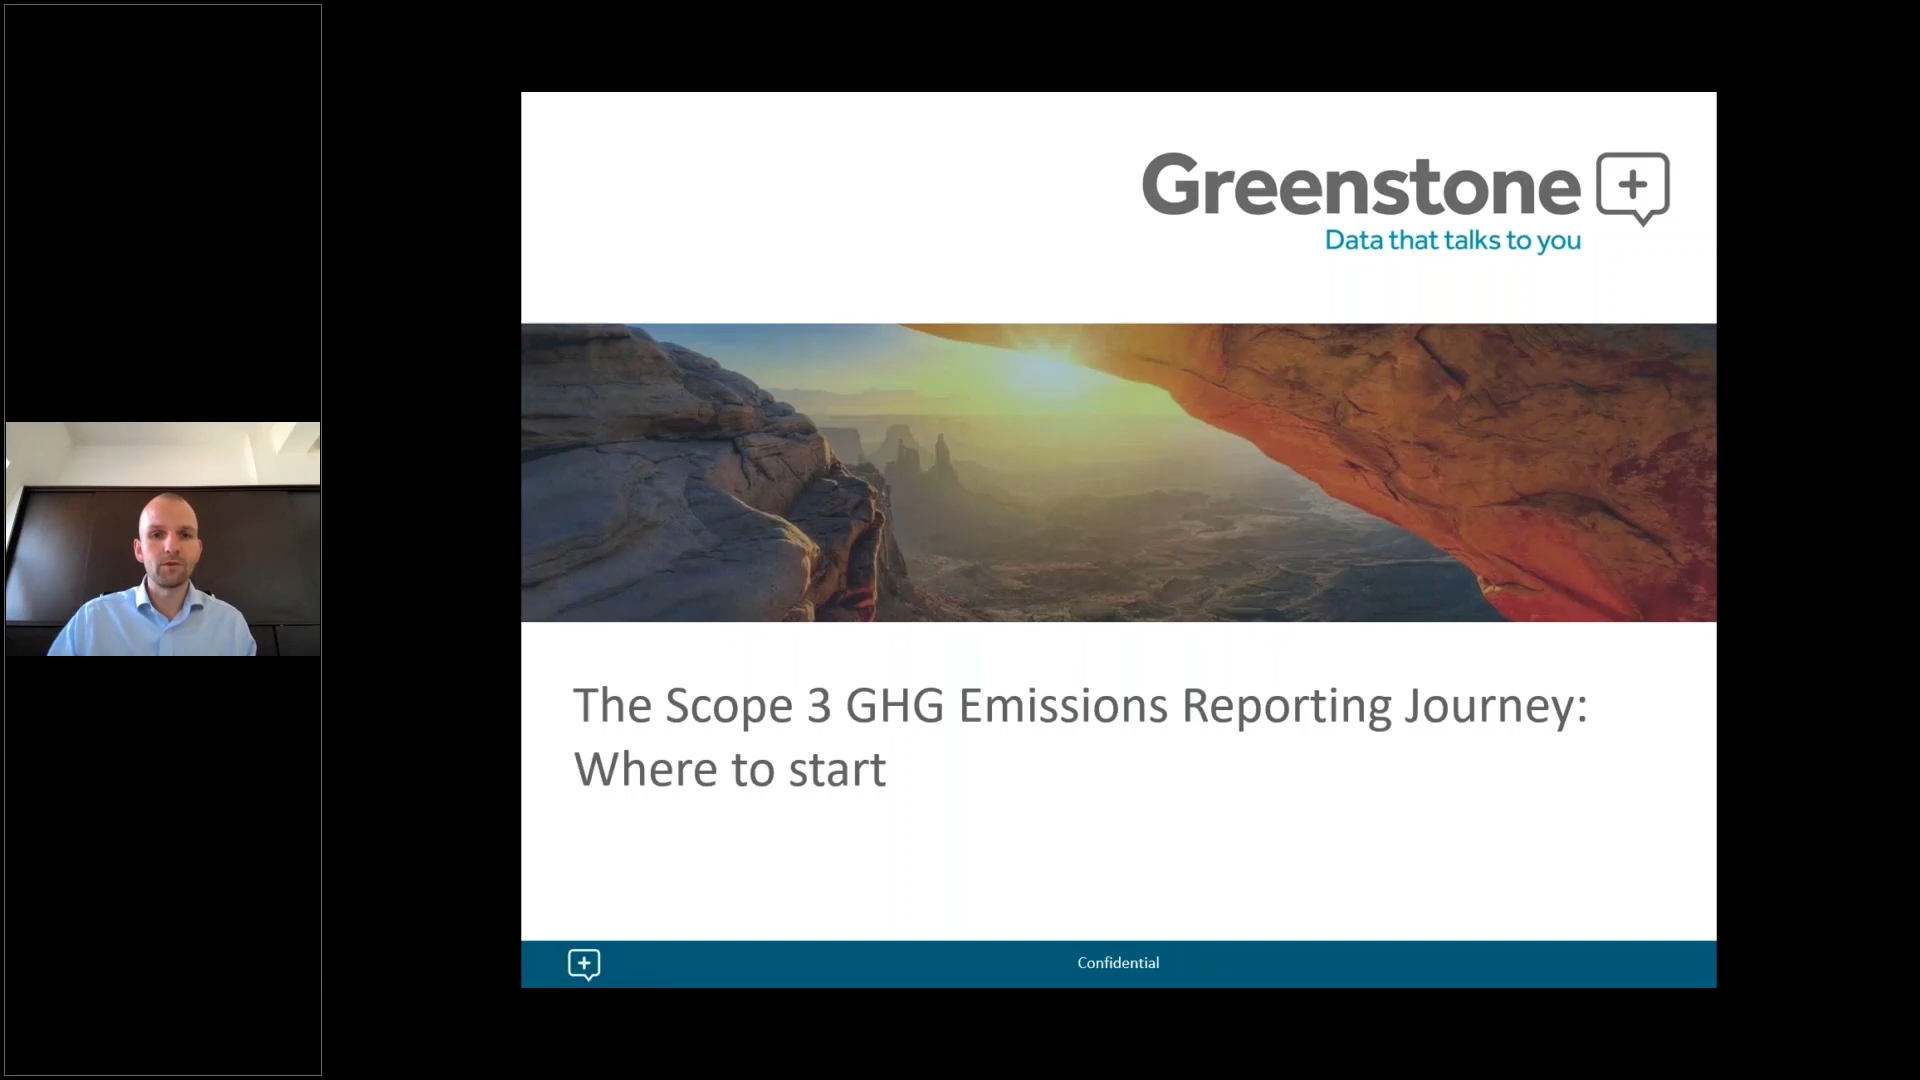 Greenstone
Data that talks to you
The Scope 3 GHG Emissions Reporting Journey:
Where to start
Confidential